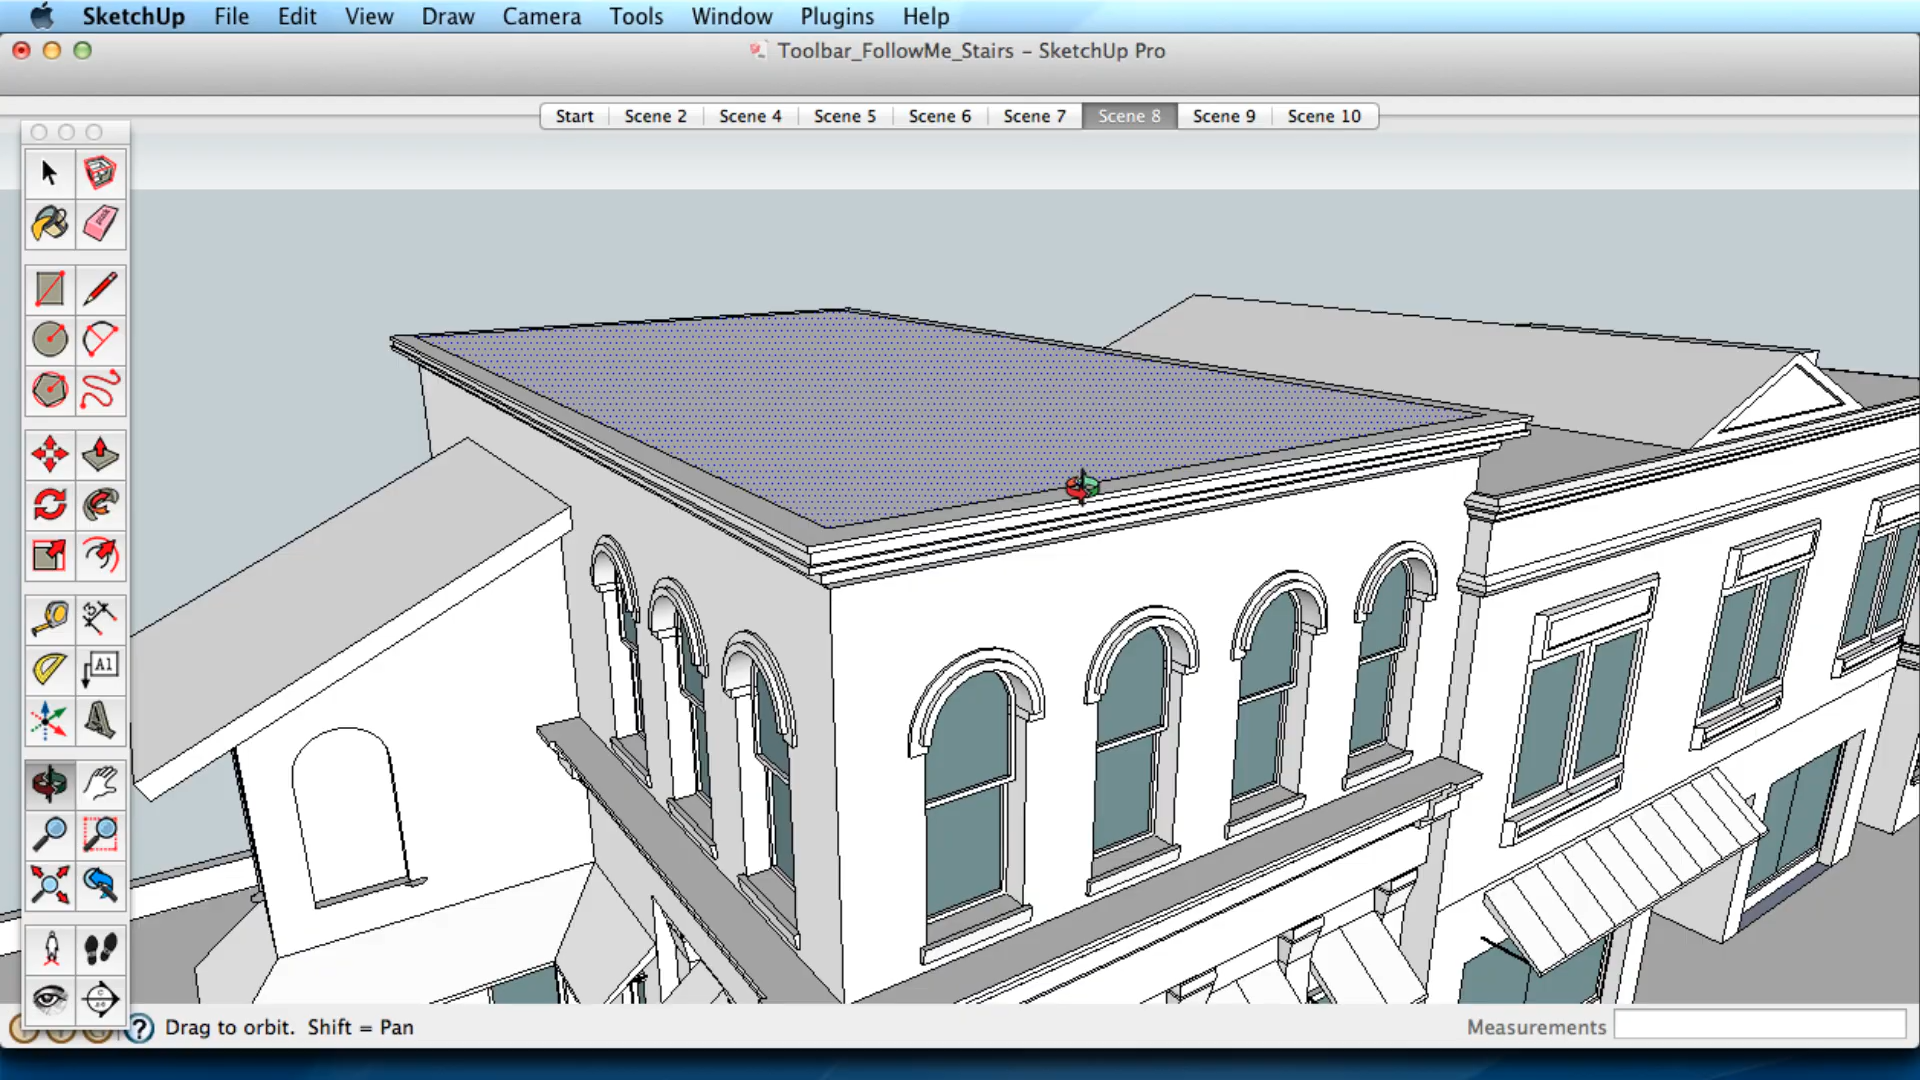 SketchUp File Edit View Draw Camera Tools Window Plugins Help
Toolbar_FollowMe_Stairs – SketchUp Pro
Start Scene 2 Scene 4 Scene 5 Scene 6 Scene 7 Scene 8 Scene 9 Scene 10
A1
? Drag to orbit. Shift = Pan
Measurements